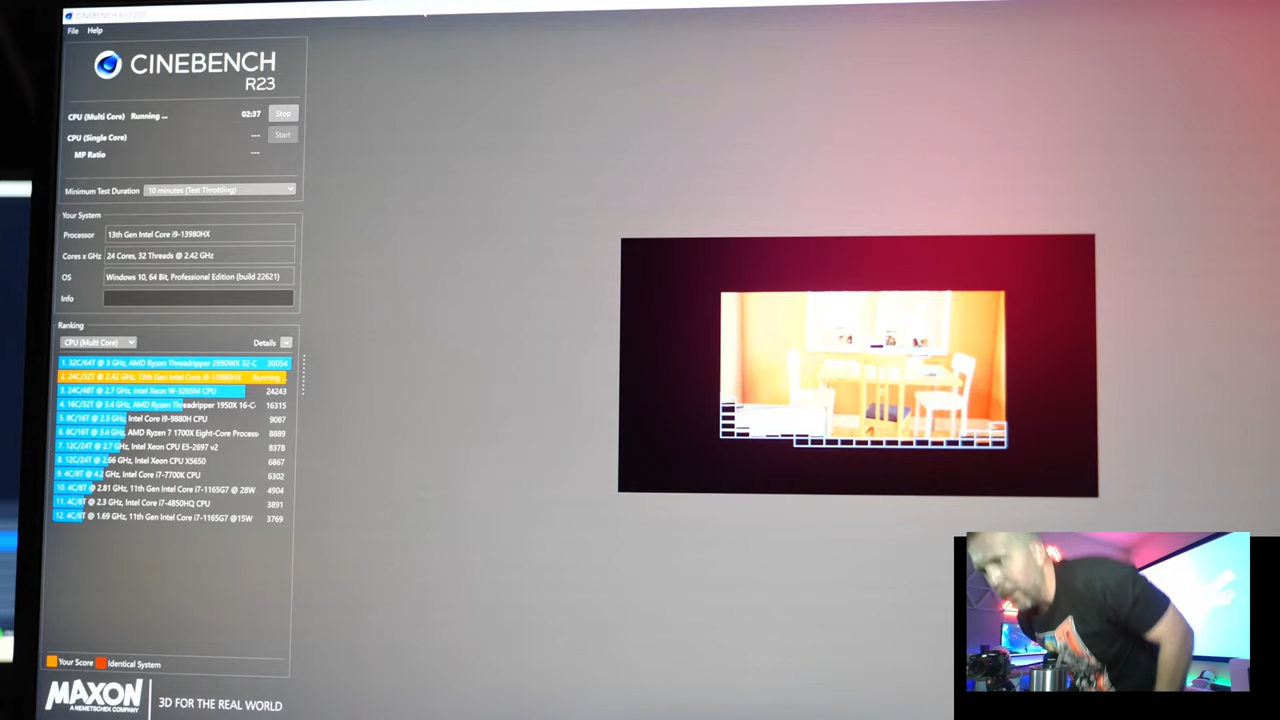 CINEBENCH R23.200
File Help
CINEBENCH
R23
CPU (Multi Core) Running ... 02:37 Stop
CPU (Single Core) --- Start
MP Ratio ---
Minimum Test Duration 10 minutes (Test Throttling)
Your System
Processor 13th Gen Intel Core i9-13980HX
Cores x GHz 24 Cores, 32 Threads @ 2.42 GHz
OS Windows 10, 64 Bit, Professional Edition (build 22621)
Info
Ranking
CPU (Multi Core) Details
1. 32C/64T @ 3 GHz, AMD Ryzen Threadripper 2990WX 32-C 30054
2. 24C/32T @ 2.42 GHz, 13th Gen Intel Core i9-13980HX Running...
3. 24C/48T @ 2.7 GHz, Intel Xeon W-3265M CPU 24243
4. 16C/32T @ 3.4 GHz, AMD Ryzen Threadripper 1950X 16-C 16315
5. 8C/16T @ 2.3 GHz, Intel Core i9-9880H CPU 9087
6. 8C/16T @ 3.4 GHz, AMD Ryzen 7 1700X Eight-Core Process 8889
7. 12C/24T @ 2.7 GHz, Intel Xeon CPU E5-2697 v2 8378
8. 12C/24T @ 2.66 GHz, Intel Xeon CPU X5650 6867
9. 4C/8T @ 4.2 GHz, Intel Core i7-7700K CPU 6302
10. 4C/8T @ 2.81 GHz, 11th Gen Intel Core i7-1165G7 @ 28W 4904
11. 4C/8T @ 2.3 GHz, Intel Core i7-4850HQ CPU 3891
12. 4C/8T @ 1.69 GHz, 11th Gen Intel Core i7-1165G7 @15W 3769
Your Score Identical System
MAXON
A NEMETSCHEK COMPANY
3D FOR THE REAL WORLD